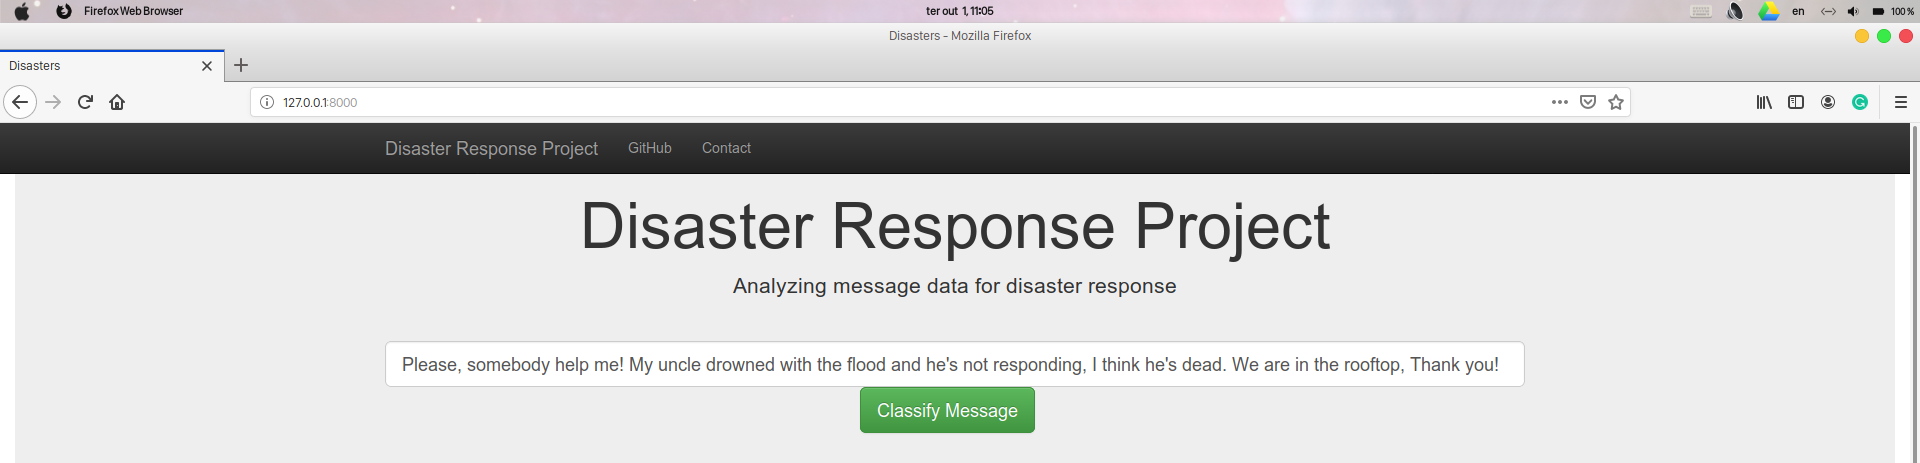 Firefox Web Browser
ter out 1, 11:05
en
100%
Disasters - Mozilla Firefox
Disasters
127.0.0.1:8000
Disaster Response Project GitHub Contact
Disaster Response Project
Analyzing message data for disaster response
Please, somebody help me! My uncle drowned with the flood and he's not responding, I think he's dead. We are in the rooftop, Thank you!
Classify Message